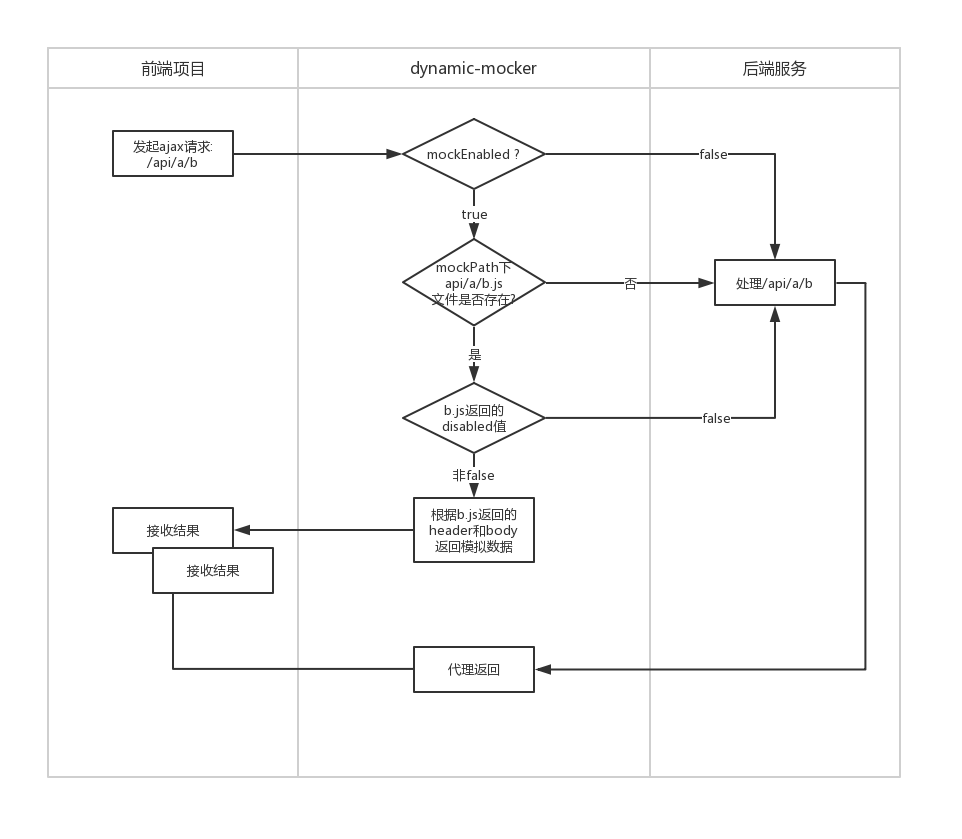 前端项目
dynamic-mocker
后端服务
发起ajax请求:
/api/a/b
mockEnabled ?
false
true
mockPath下
api/a/b.js
文件是否存在?
否
处理/api/a/b
是
b.js返回的
disabled值
false
非false
根据b.js返回的
header和body
返回模拟数据
接收结果
接收结果
代理返回